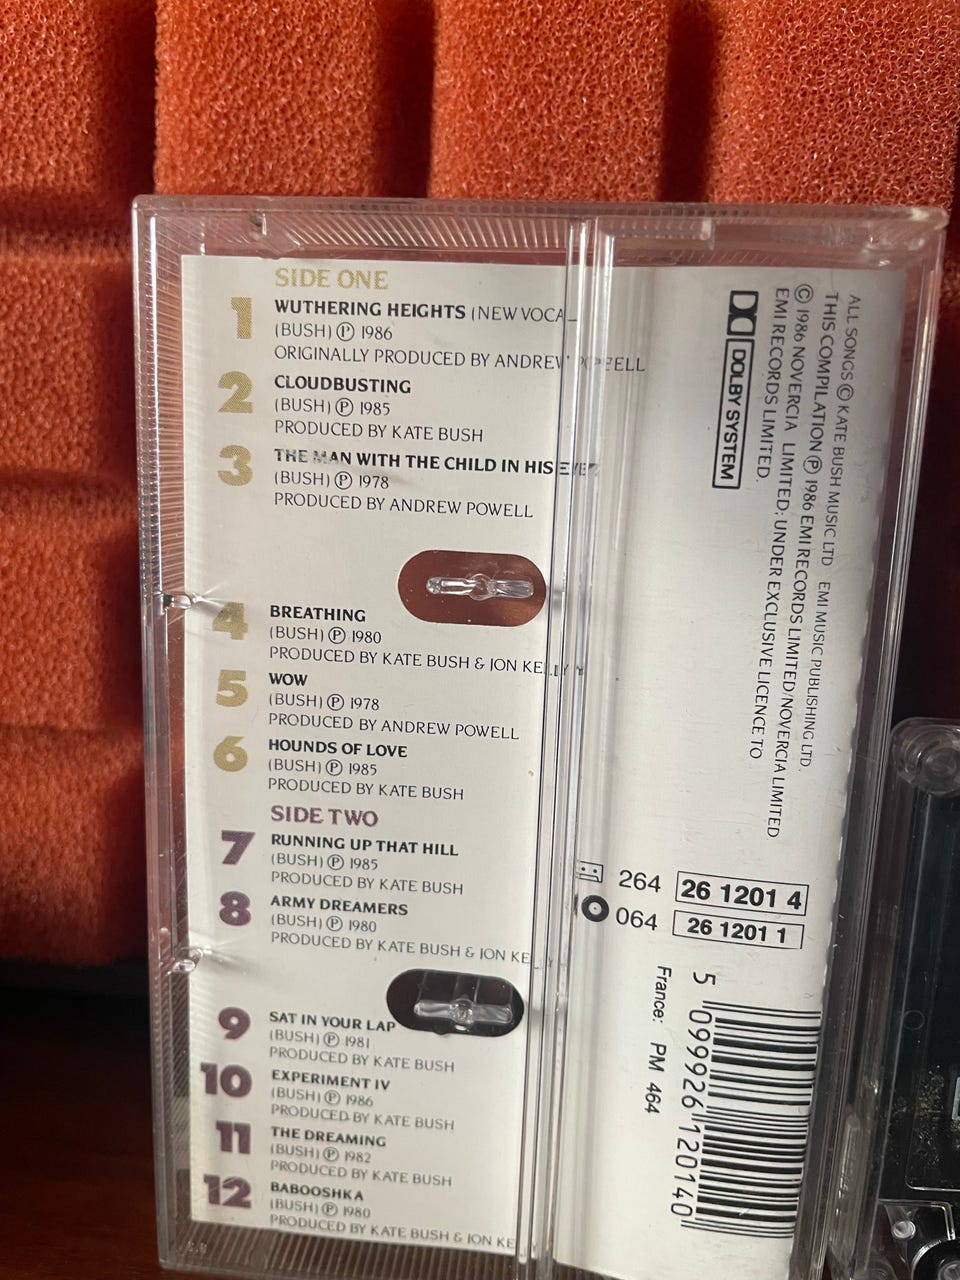 SIDE ONE
1 WUTHERING HEIGHTS (NEW VOCAL
(BUSH) ℗ 1986
ORIGINALLY PRODUCED BY ANDREW POWELL
2 CLOUDBUSTING
(BUSH) ℗ 1985
PRODUCED BY KATE BUSH
3 THE MAN WITH THE CHILD IN HIS EYES
(BUSH) ℗ 1978
PRODUCED BY ANDREW POWELL
4 BREATHING
(BUSH) ℗ 1980
PRODUCED BY KATE BUSH & JON KELLY
5 WOW
(BUSH) ℗ 1978
PRODUCED BY ANDREW POWELL
6 HOUNDS OF LOVE
(BUSH) ℗ 1985
PRODUCED BY KATE BUSH
SIDE TWO
7 RUNNING UP THAT HILL
(BUSH) ℗ 1985
PRODUCED BY KATE BUSH
8 ARMY DREAMERS
(BUSH) ℗ 1980
PRODUCED BY KATE BUSH & JON KELLY
9 SAT IN YOUR LAP
(BUSH) ℗ 1981
PRODUCED BY KATE BUSH
10 EXPERIMENT IV
(BUSH) ℗ 1986
PRODUCED BY KATE BUSH
11 THE DREAMING
(BUSH) ℗ 1982
PRODUCED BY KATE BUSH
12 BABOOSHKA
(BUSH) ℗ 1980
PRODUCED BY KATE BUSH & JON KE
ALL SONGS © KATE BUSH MUSIC LTD EMI MUSIC PUBLISHING LTD.
THIS COMPILATION ℗ 1986 EMI RECORDS LIMITED/NOVERCIA LIMITED
© 1986 NOVERCIA LIMITED; UNDER EXCLUSIVE LICENCE TO
EMI RECORDS LIMITED.
DOLBY SYSTEM
264 26 1201 4
064 26 1201 1
France: PM 464
5 099926 120140